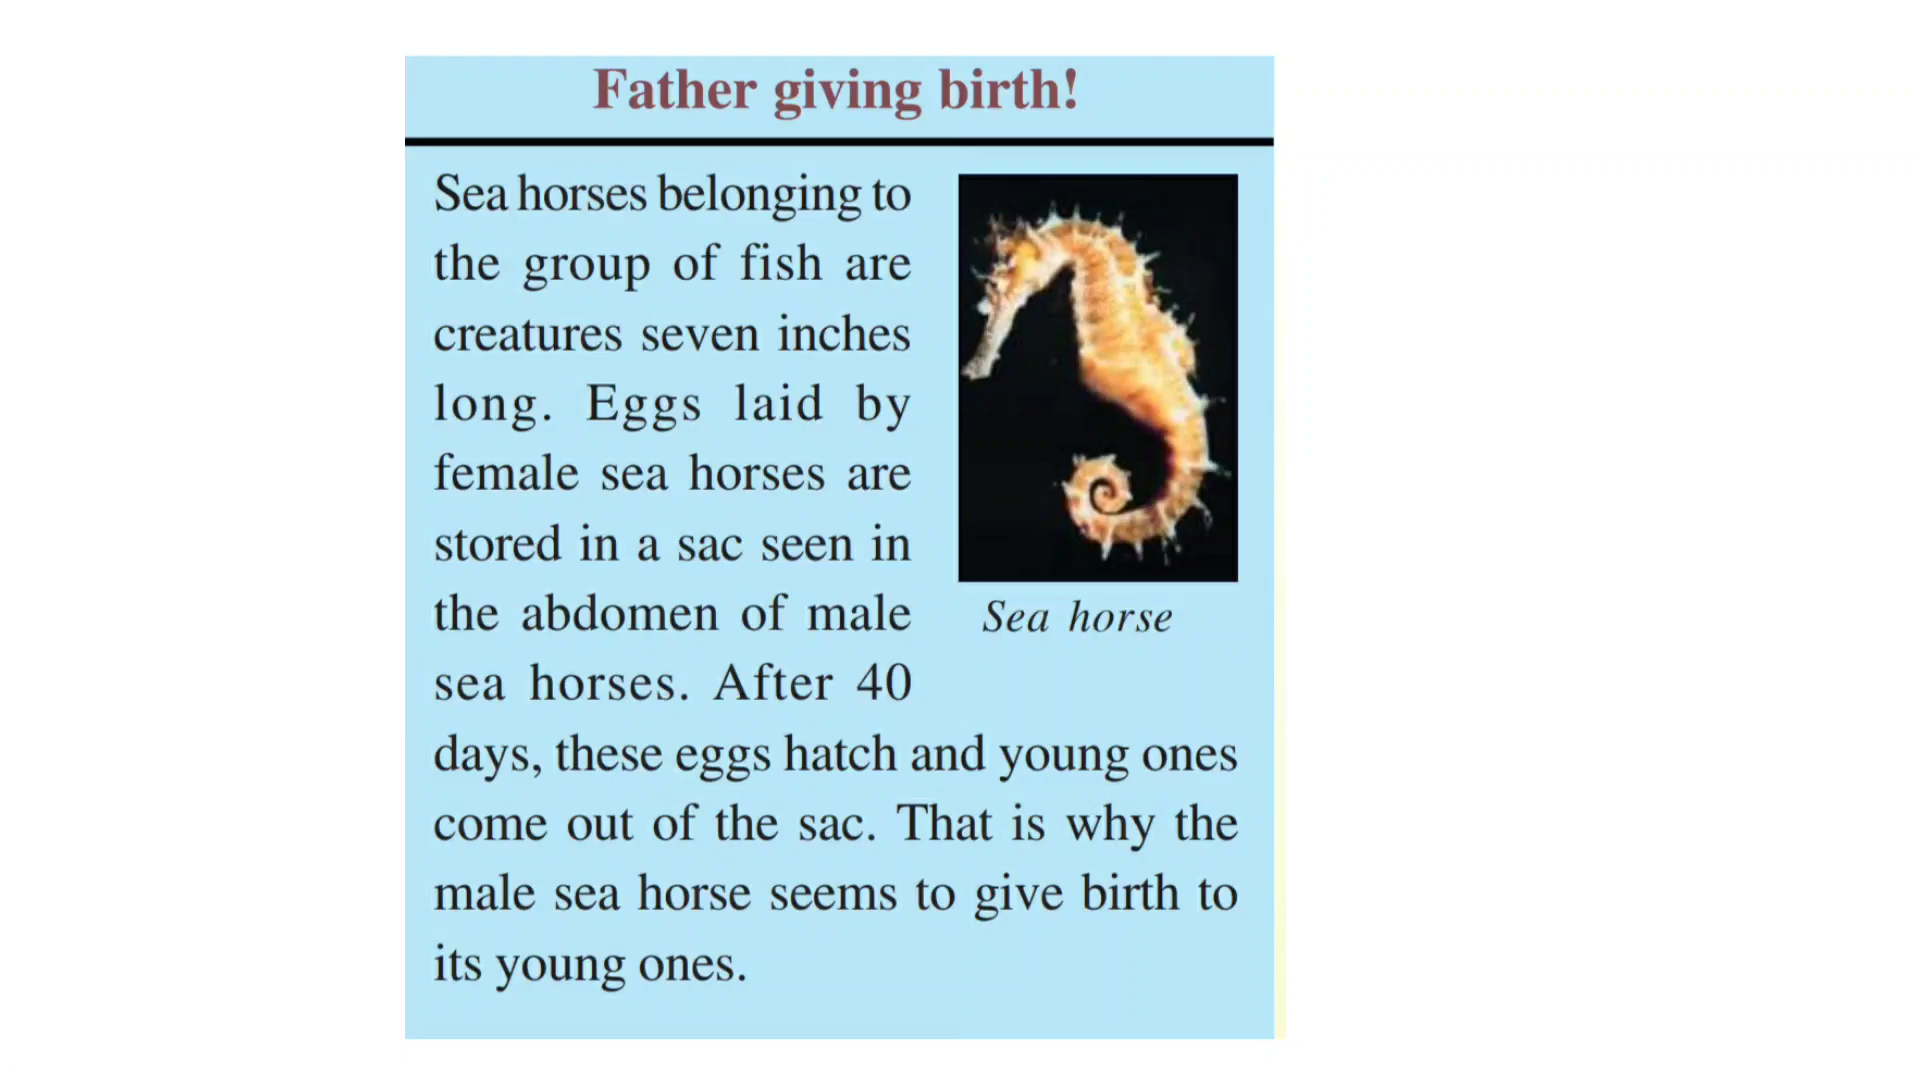 Father giving birth!
Sea horses belonging to
the group of fish are
creatures seven inches
long. Eggs laid by
female sea horses are
stored in a sac seen in
the abdomen of male
sea horses. After 40
days, these eggs hatch and young ones
come out of the sac. That is why the
male sea horse seems to give birth to
its young ones.
Sea horse